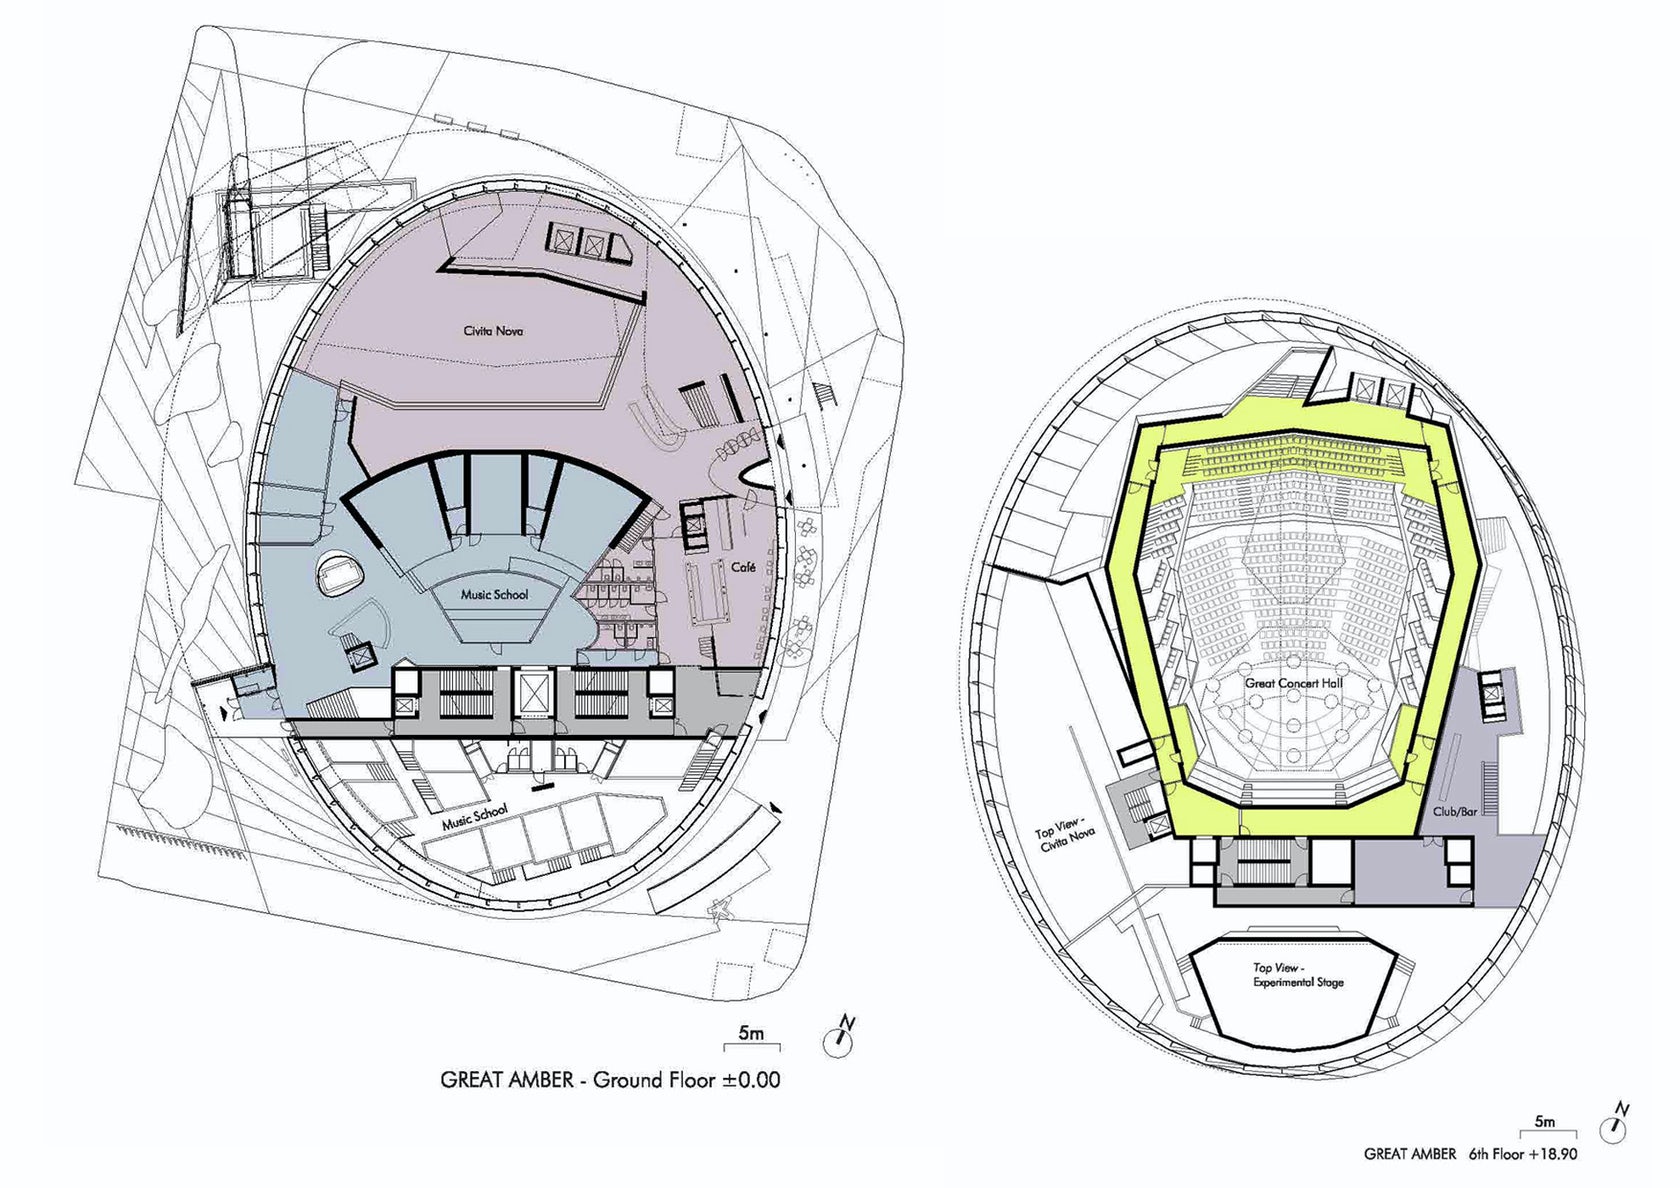 Civita Nova
Café
Music School
Music School
5m
N
GREAT AMBER - Ground Floor ±0.00
Great Concert Hall
Club/Bar
Top View -
Civita Nova
Top View -
Experimental Stage
5m
N
GREAT AMBER 6th Floor +18.90